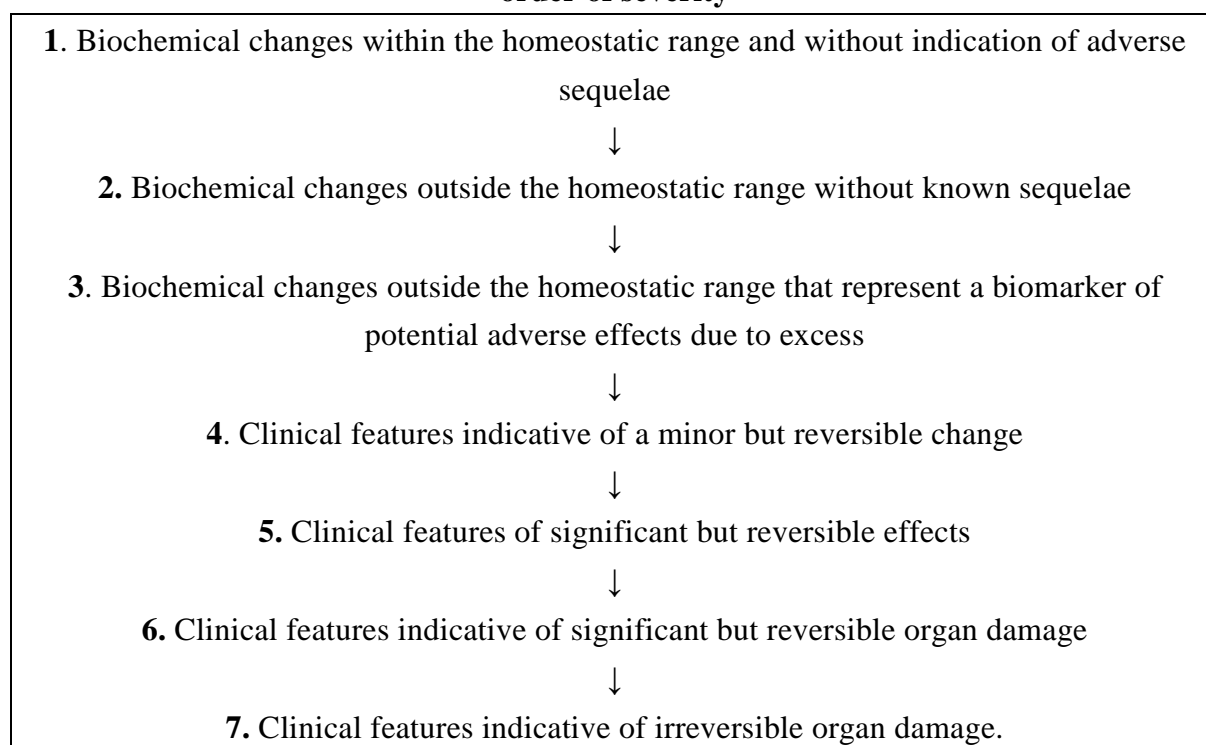 order of severity
1. Biochemical changes within the homeostatic range and without indication of adverse
sequelae
↓
2. Biochemical changes outside the homeostatic range without known sequelae
↓
3. Biochemical changes outside the homeostatic range that represent a biomarker of
potential adverse effects due to excess
↓
4. Clinical features indicative of a minor but reversible change
↓
5. Clinical features of significant but reversible effects
↓
6. Clinical features indicative of significant but reversible organ damage
↓
7. Clinical features indicative of irreversible organ damage.